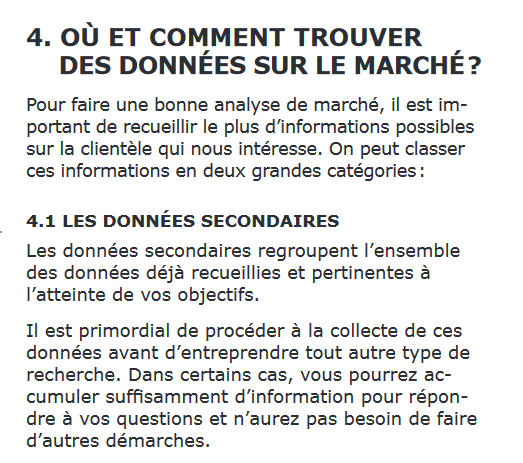 4. OÙ ET COMMENT TROUVER
DES DONNÉES SUR LE MARCHÉ ?
Pour faire une bonne analyse de marché, il est im-
portant de recueillir le plus d’informations possibles
sur la clientèle qui nous intéresse. On peut classer
ces informations en deux grandes catégories :
4.1 LES DONNÉES SECONDAIRES
Les données secondaires regroupent l’ensemble
des données déjà recueillies et pertinentes à
l’atteinte de vos objectifs.
Il est primordial de procéder à la collecte de ces
données avant d’entreprendre tout autre type de
recherche. Dans certains cas, vous pourrez ac-
cumuler suffisamment d’information pour répon-
dre à vos questions et n’aurez pas besoin de faire
d’autres démarches.